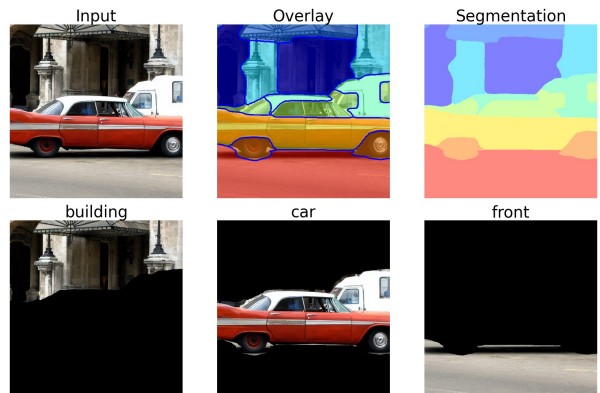 Input
Overlay
Segmentation
building
car
front